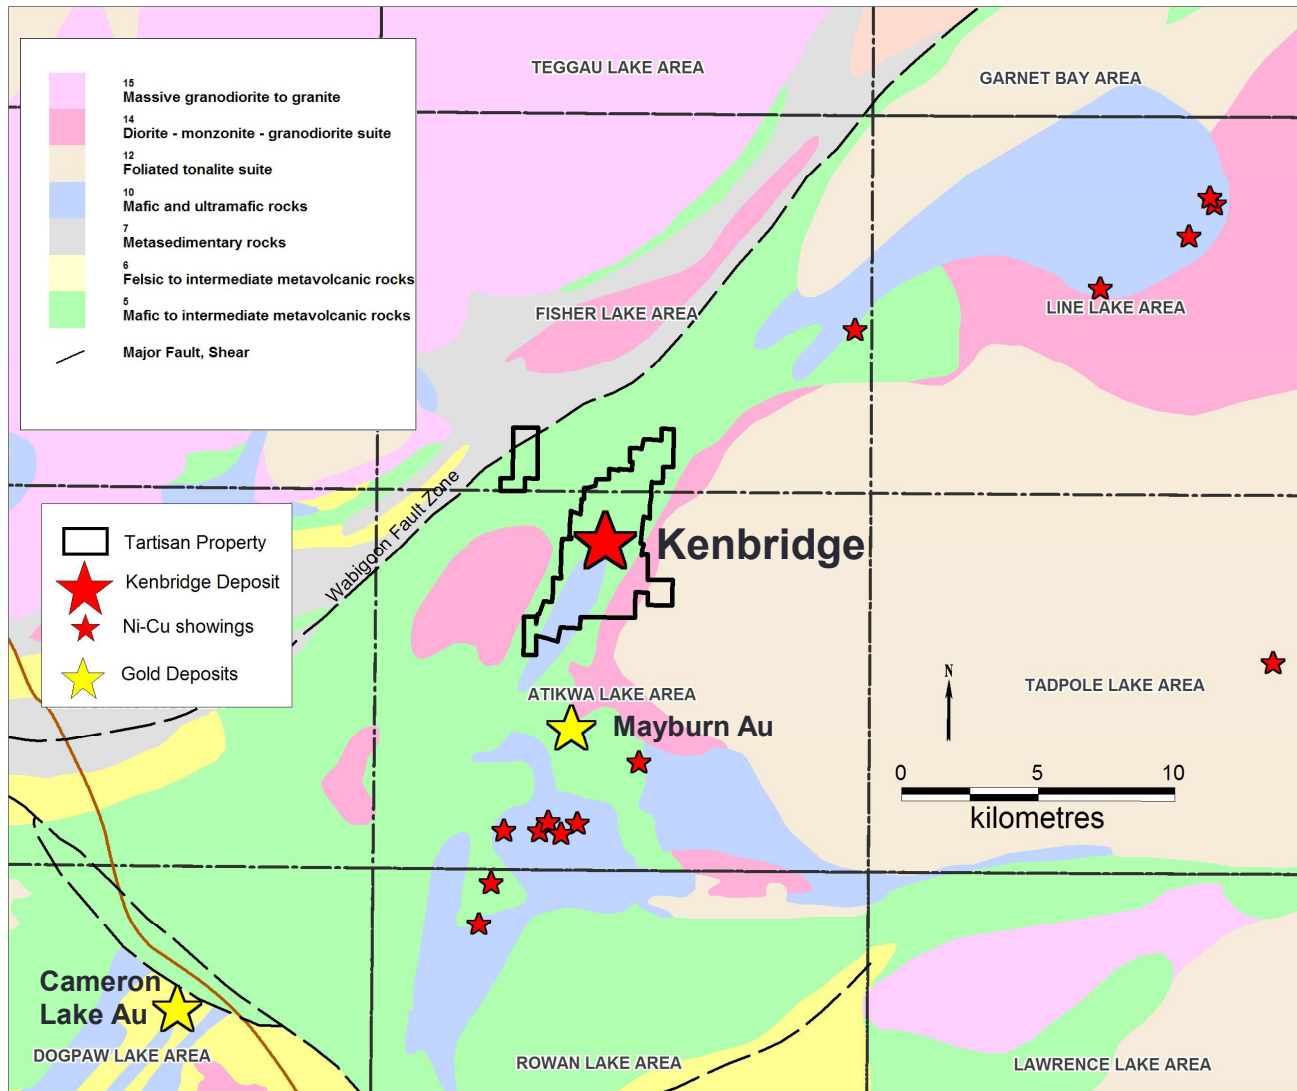 TEGGAU LAKE AREA
GARNET BAY AREA
15
Massive granodiorite to granite
14
Diorite - monzonite - granodiorite suite
12
Foliated tonalite suite
10
Mafic and ultramafic rocks
7
Metasedimentary rocks
6
Felsic to intermediate metavolcanic rocks
5
Mafic to intermediate metavolcanic rocks
Major Fault, Shear
FISHER LAKE AREA
LINE LAKE AREA
Wabigoon Fault Zone
Tartisan Property
Kenbridge Deposit
Ni-Cu showings
Gold Deposits
Kenbridge
ATIKWA LAKE AREA
Mayburn Au
TADPOLE LAKE AREA
N
0 5 10
kilometres
Cameron
Lake Au
DOGPAW LAKE AREA
ROWAN LAKE AREA
LAWRENCE LAKE AREA